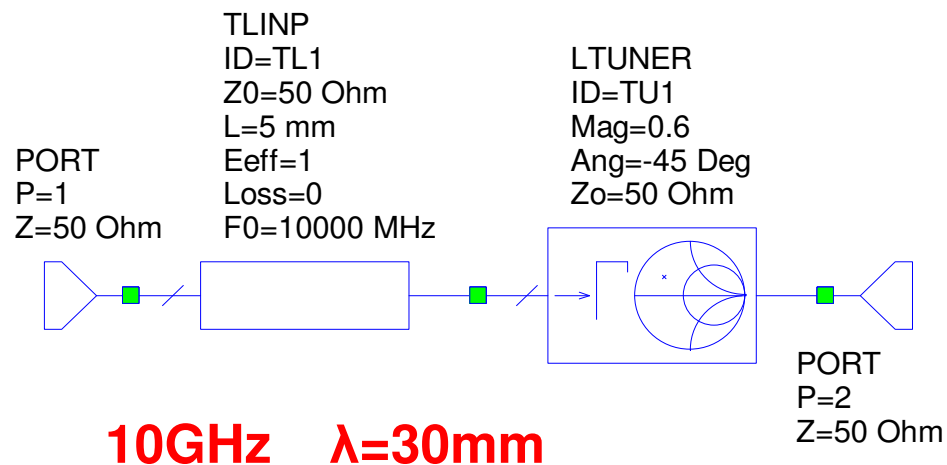 TLINP
ID=TL1
Z0=50 Ohm
L=5 mm
Eeff=1
Loss=0
F0=10000 MHz
LTUNER
ID=TU1
Mag=0.6
Ang=-45 Deg
Zo=50 Ohm
PORT
P=1
Z=50 Ohm
PORT
P=2
Z=50 Ohm
10GHz λ=30mm